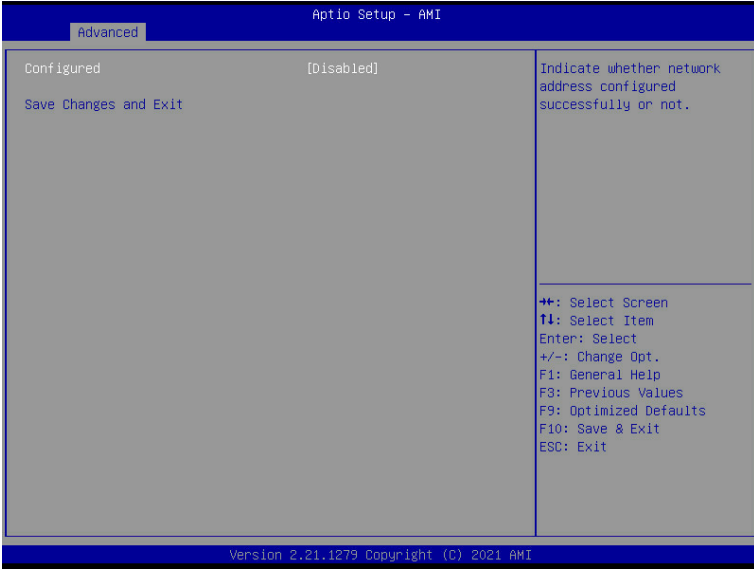 Aptio Setup – AMI
Advanced
Configured [Disabled]
Save Changes and Exit
Indicate whether network
address configured
successfully or not.
→←: Select Screen
↑↓: Select Item
Enter: Select
+/-: Change Opt.
F1: General Help
F3: Previous Values
F9: Optimized Defaults
F10: Save & Exit
ESC: Exit
Version 2.21.1279 Copyright (C) 2021 AMI